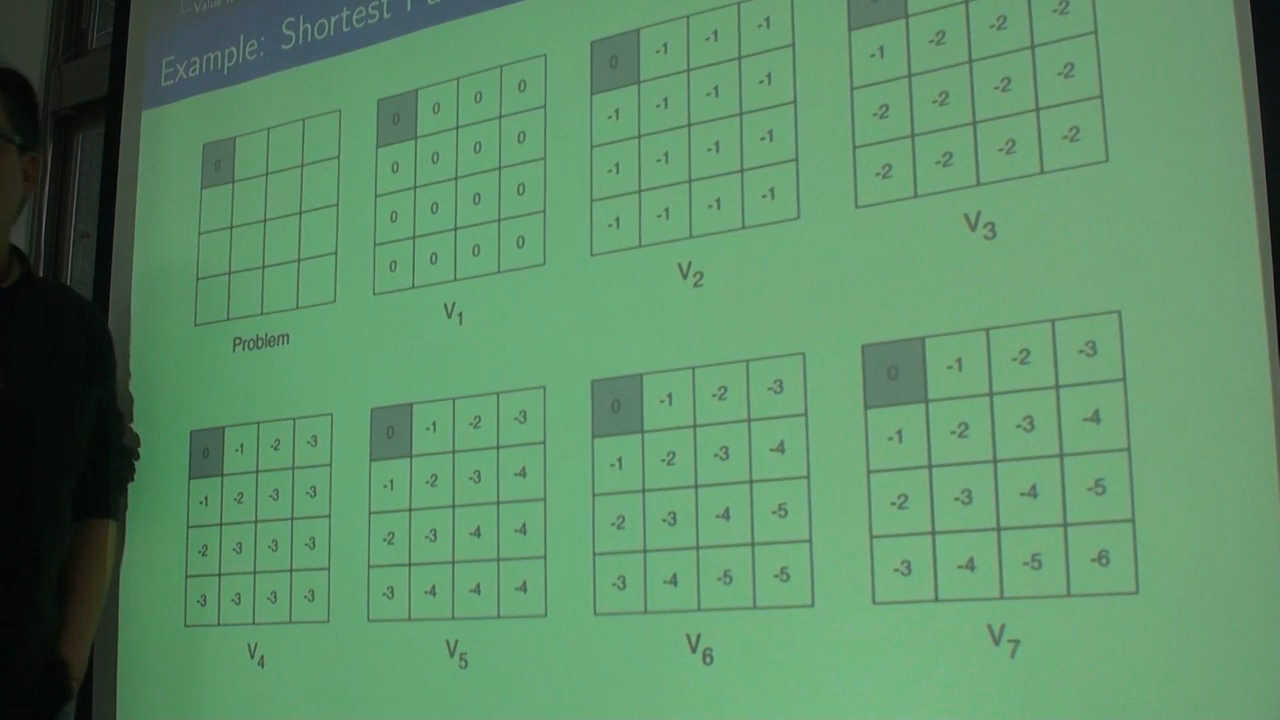 Value
Example: Shortest
g
Problem
0 0 0 0
0 0 0 0
0 0 0 0
0 0 0 0
V1
0 -1 -1 -1
-1 -1 -1 -1
-1 -1 -1 -1
-1 -1 -1 -1
V2
-1 -2 -2 -2
-2 -2 -2 -2
-2 -2 -2 -2
V3
0 -1 -2 -3
-1 -2 -3 -3
-2 -3 -3 -3
-3 -3 -3 -3
V4
0 -1 -2 -3
-1 -2 -3 -4
-2 -3 -4 -4
-3 -4 -4 -4
V5
0 -1 -2 -3
-1 -2 -3 -4
-2 -3 -4 -5
-3 -4 -5 -5
V6
0 -1 -2 -3
-1 -2 -3 -4
-2 -3 -4 -5
-3 -4 -5 -6
V7